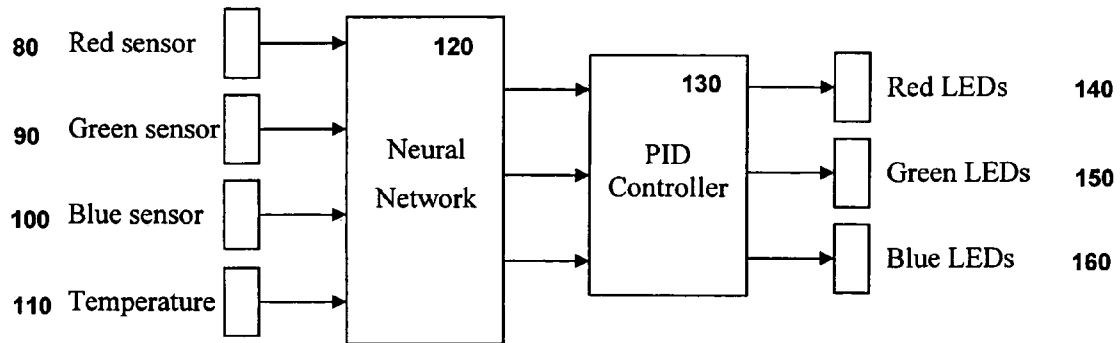 80 Red sensor
90 Green sensor
100 Blue sensor
110 Temperature
120
Neural
Network
130
PID
Controller
Red LEDs 140
Green LEDs 150
Blue LEDs 160